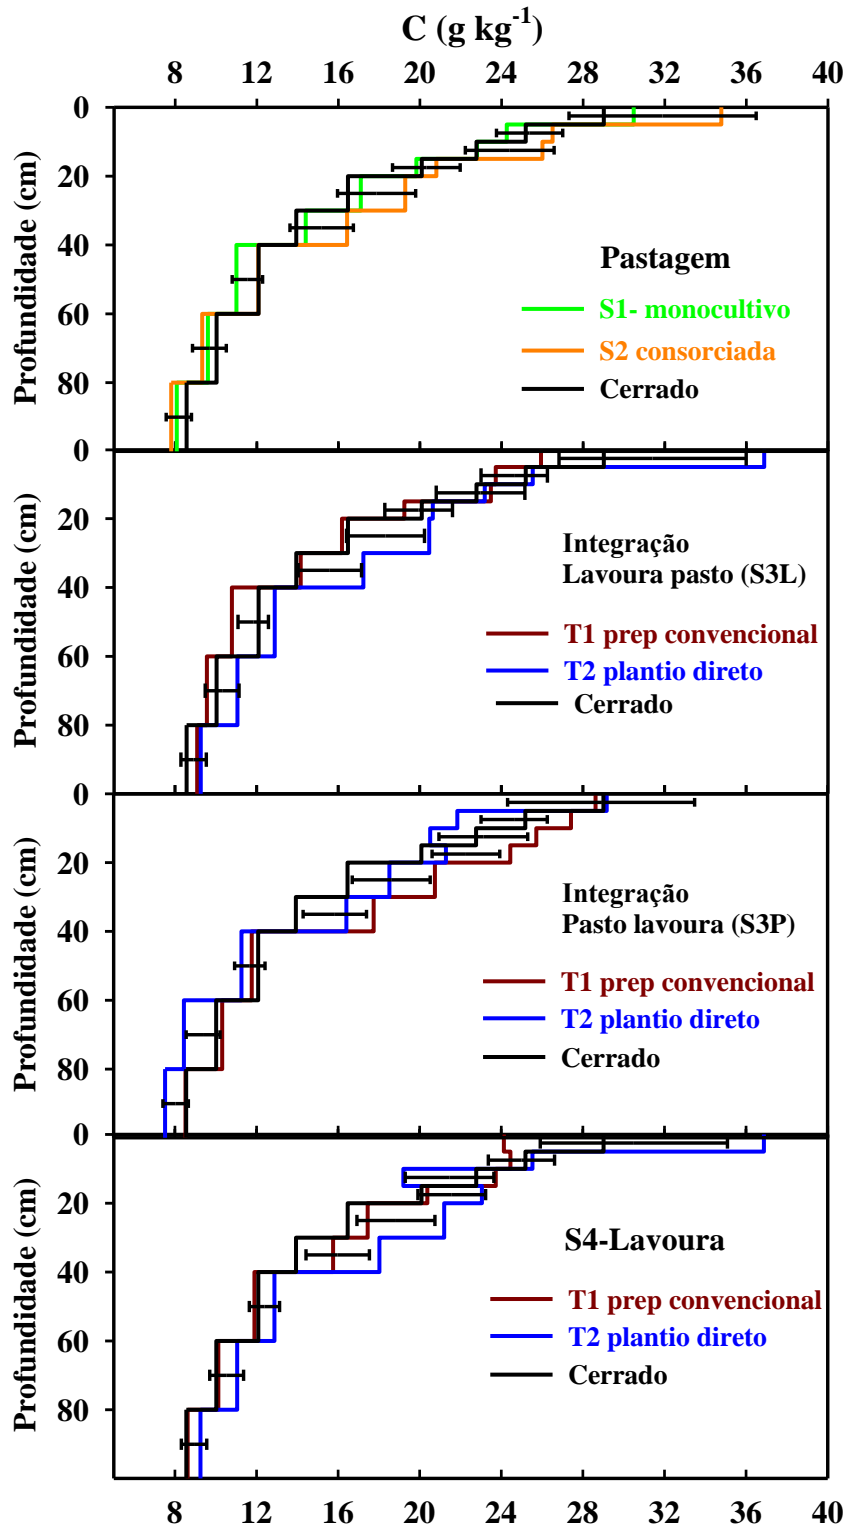 C (g kg⁻¹)
8 12 16 20 24 28 32 36 40
0
20
40
60
80
Profundidade (cm)
Pastagem
S1- monocultivo
S2 consorciada
Cerrado
0
20
40
60
80
Profundidade (cm)
Integração
Lavoura pasto (S3L)
T1 prep convencional
T2 plantio direto
Cerrado
0
20
40
60
80
Profundidade (cm)
Integração
Pasto lavoura (S3P)
T1 prep convencional
T2 plantio direto
Cerrado
0
20
40
60
80
Profundidade (cm)
S4-Lavoura
T1 prep convencional
T2 plantio direto
Cerrado
8 12 16 20 24 28 32 36 40